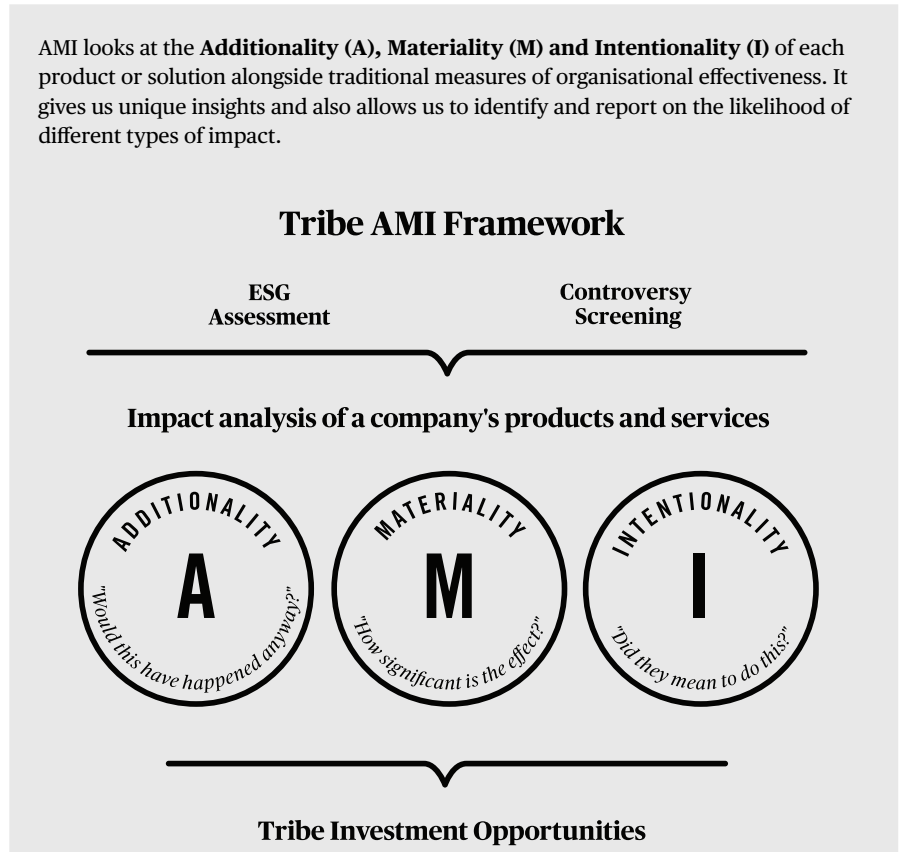 AMI looks at the Additionality (A), Materiality (M) and Intentionality (I) of each
product or solution alongside traditional measures of organisational effectiveness. It
gives us unique insights and also allows us to identify and report on the likelihood of
different types of impact.
Tribe AMI Framework
ESG
Assessment
Controversy
Screening
Impact analysis of a company's products and services
ADDITIONALITY
A
"Would this have happened anyway?"
MATERIALITY
M
"How significant is the effect?"
INTENTIONALITY
I
"Did they mean to do this?"
Tribe Investment Opportunities